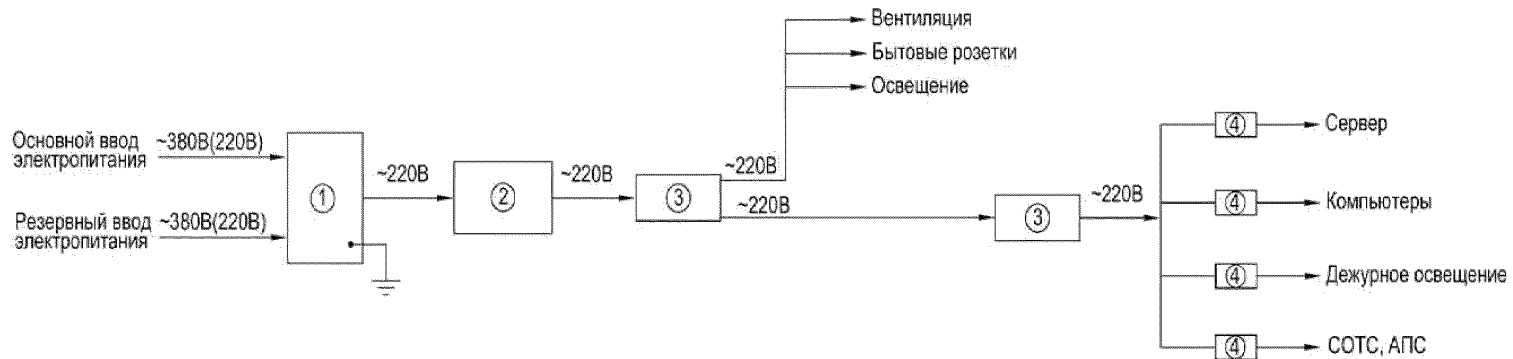 Вентиляция
Бытовые розетки
Освещение
Основной ввод
электропитания
~380В(220В)
Резервный ввод
электропитания
~380В(220В)
1
~220В
2
~220В
3
~220В
~220В
3
~220В
4
Сервер
4
Компьютеры
4
Дежурное освещение
4
СОТС, АПС